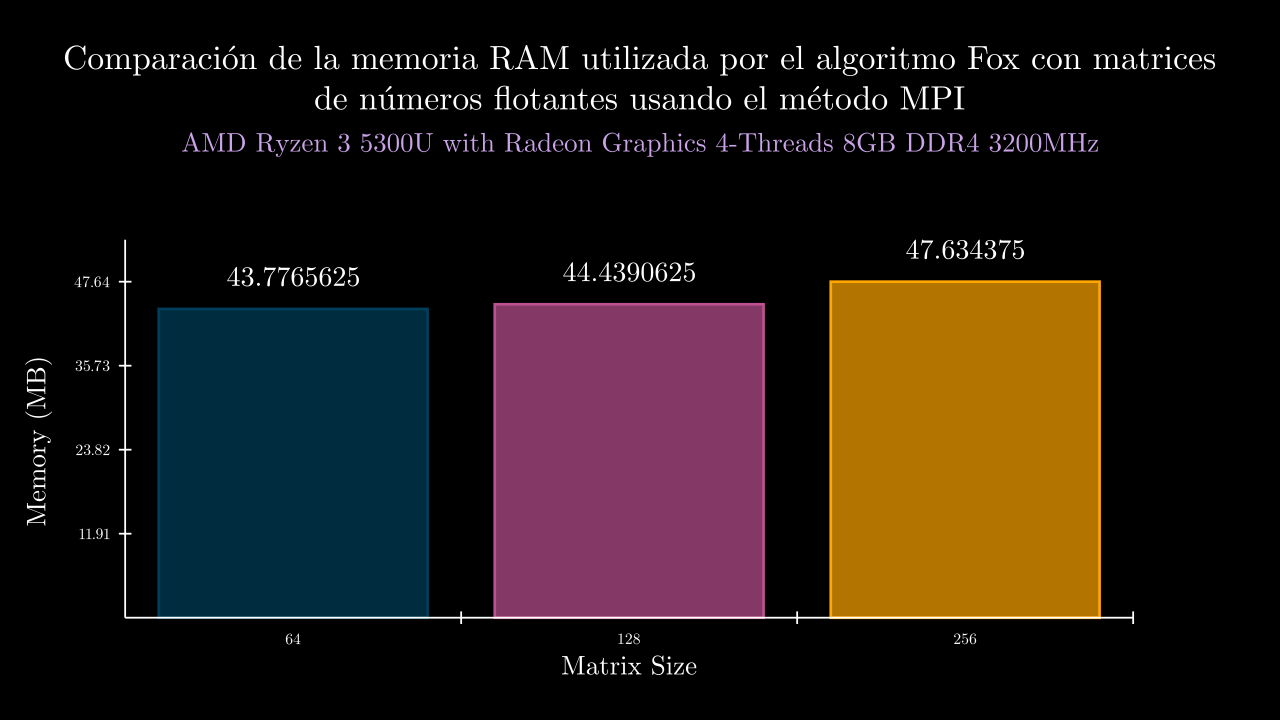 Comparación de la memoria RAM utilizada por el algoritmo Fox con matrices
de números flotantes usando el método MPI
AMD Ryzen 3 5300U with Radeon Graphics 4-Threads 8GB DDR4 3200MHz
47.634375
44.4390625
43.7765625
47.64
35.73
23.82
11.91
Memory (MB)
64
128
256
Matrix Size